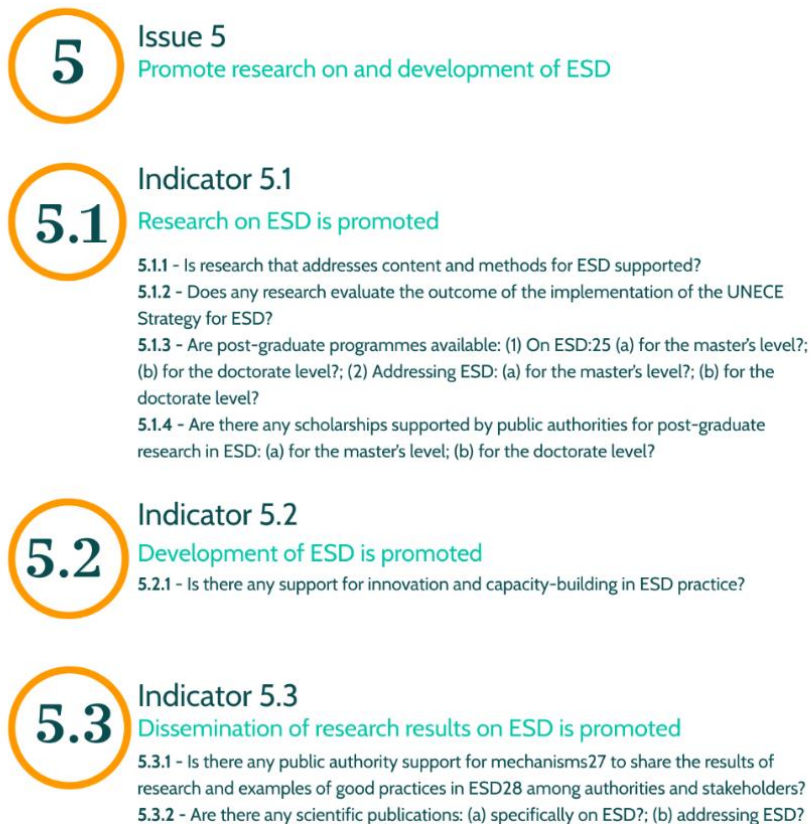 5
Issue 5
Promote research on and development of ESD
5.1
Indicator 5.1
Research on ESD is promoted
5.1.1 - Is research that addresses content and methods for ESD supported?
5.1.2 - Does any research evaluate the outcome of the implementation of the UNECE
Strategy for ESD?
5.1.3 - Are post-graduate programmes available: (1) On ESD:25 (a) for the master's level?;
(b) for the doctorate level?; (2) Addressing ESD: (a) for the master's level?; (b) for the
doctorate level?
5.1.4 - Are there any scholarships supported by public authorities for post-graduate
research in ESD: (a) for the master's level; (b) for the doctorate level?
5.2
Indicator 5.2
Development of ESD is promoted
5.2.1 - Is there any support for innovation and capacity-building in ESD practice?
5.3
Indicator 5.3
Dissemination of research results on ESD is promoted
5.3.1 - Is there any public authority support for mechanisms27 to share the results of
research and examples of good practices in ESD28 among authorities and stakeholders?
5.3.2 - Are there any scientific publications: (a) specifically on ESD?; (b) addressing ESD?